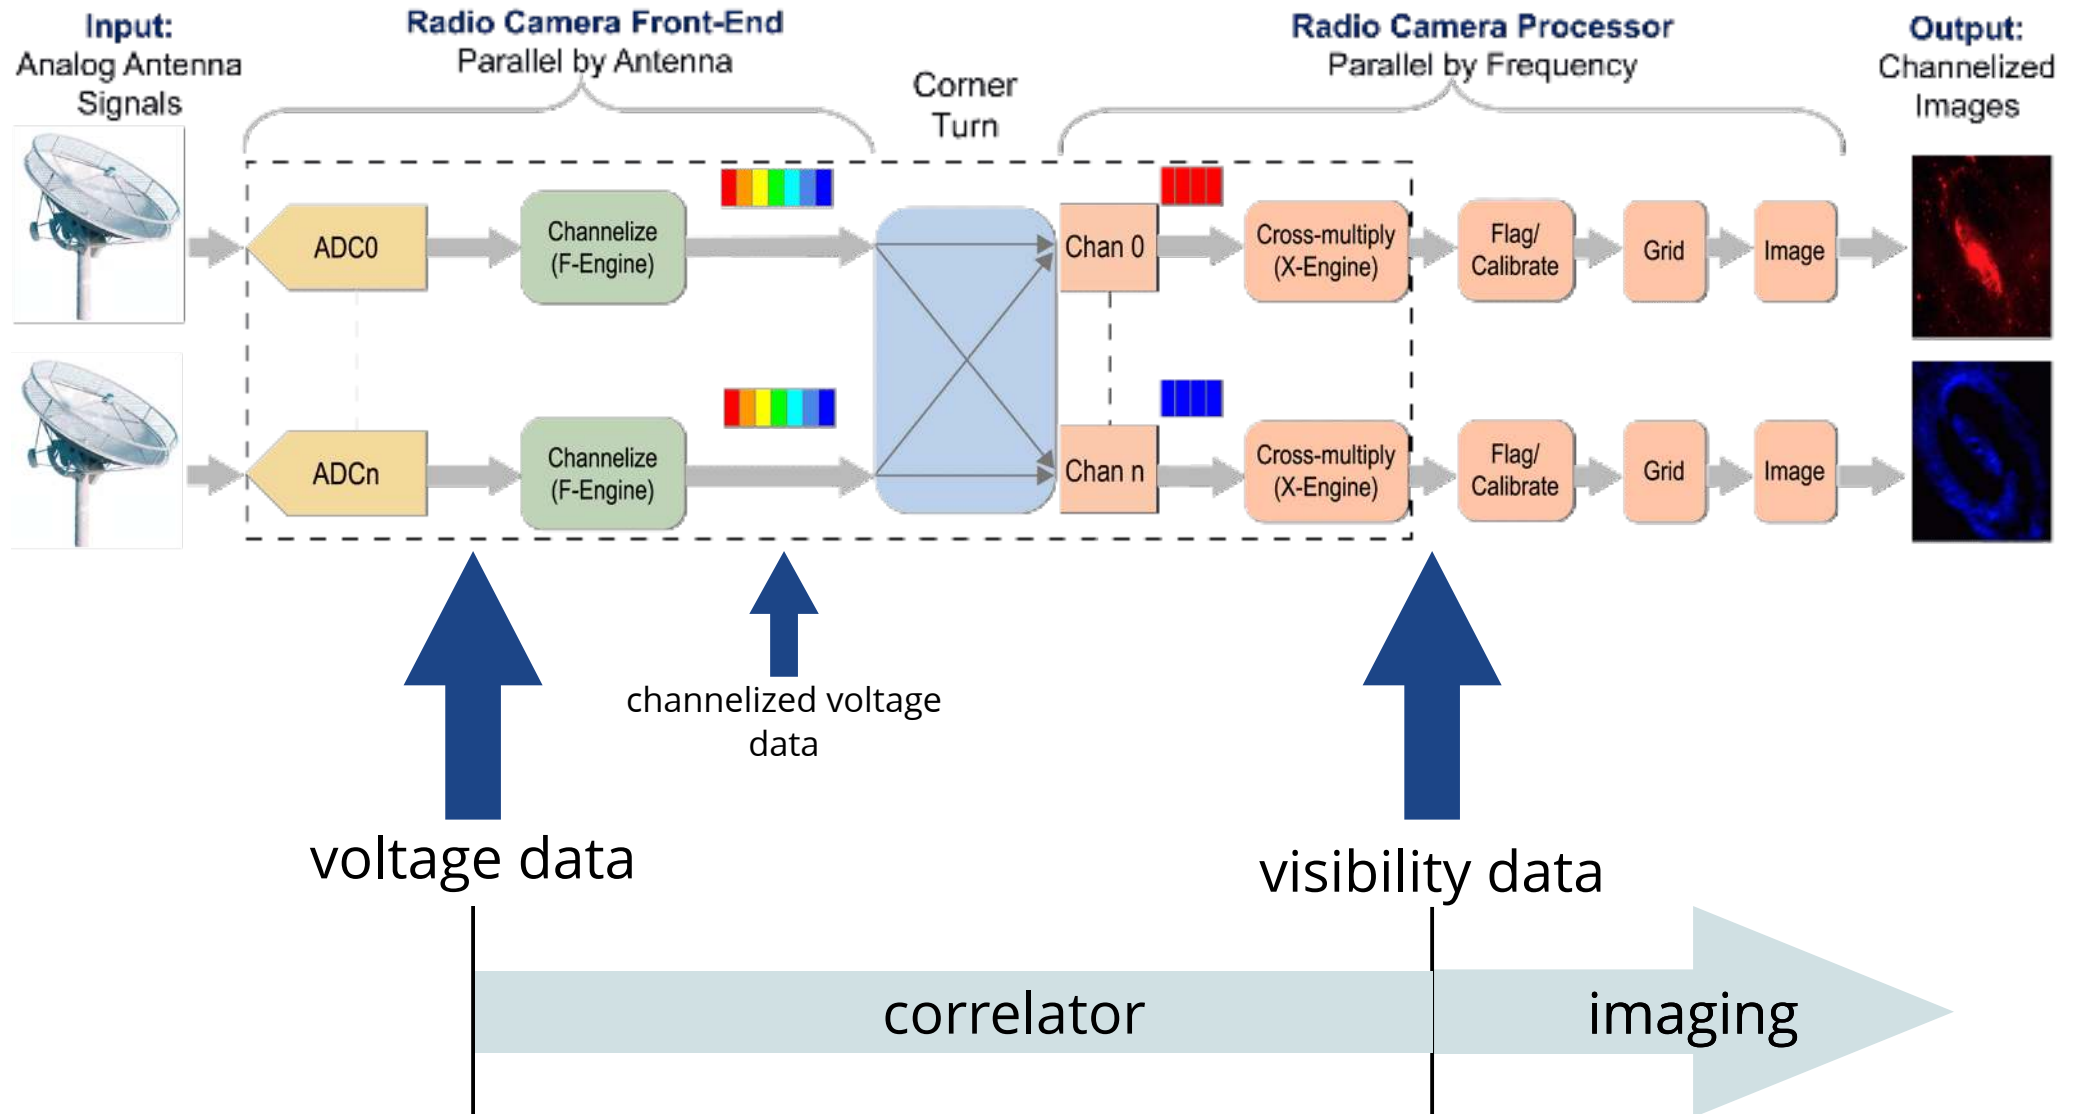 Input:
Analog Antenna
Signals
Radio Camera Front-End
Parallel by Antenna
Corner
Turn
Radio Camera Processor
Parallel by Frequency
Output:
Channelized
Images
ADC0
Channelize
(F-Engine)
Chan 0
Cross-multiply
(X-Engine)
Flag/
Calibrate
Grid
Image
ADCn
Channelize
(F-Engine)
Chan n
Cross-multiply
(X-Engine)
Flag/
Calibrate
Grid
Image
channelized voltage
data
voltage data
visibility data
correlator
imaging